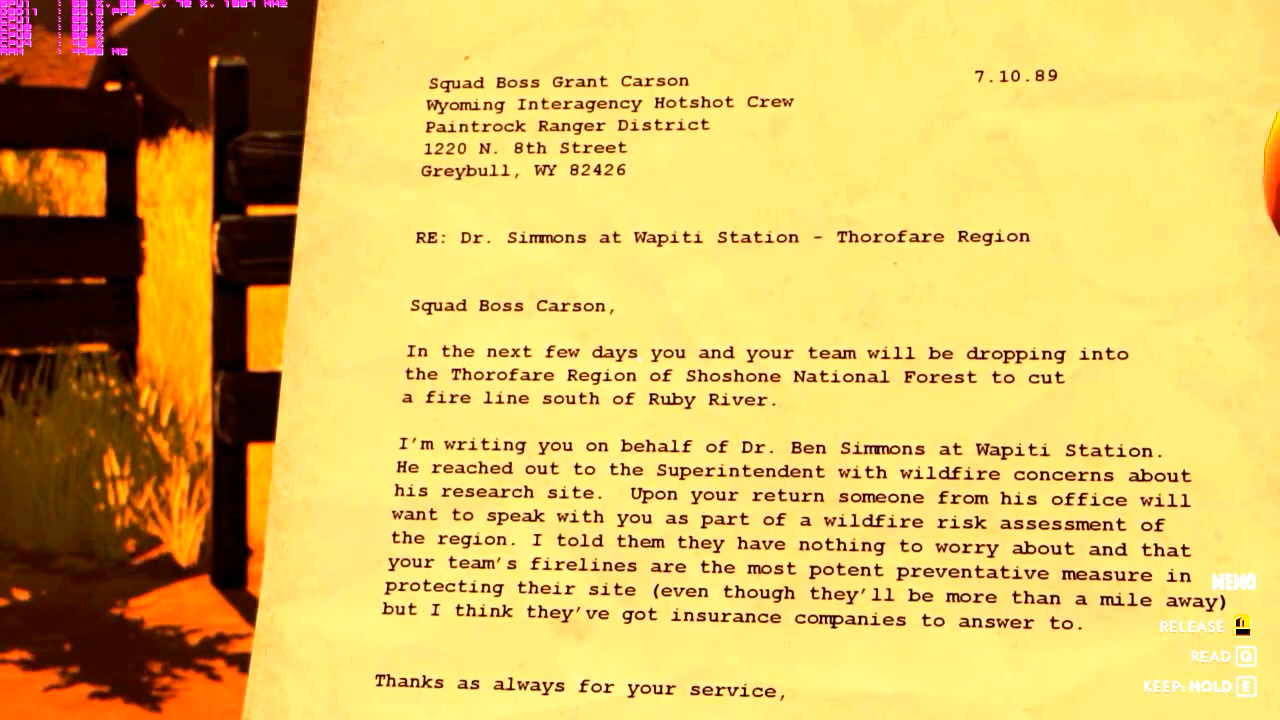 Squad Boss Grant Carson
7.10.89
Wyoming Interagency Hotshot Crew
Paintrock Ranger District
1220 N. 8th Street
Greybull, WY 82426
RE: Dr. Simmons at Wapiti Station - Thorofare Region
Squad Boss Carson,
In the next few days you and your team will be dropping into
the Thorofare Region of Shoshone National Forest to cut
a fire line south of Ruby River.
I'm writing you on behalf of Dr. Ben Simmons at Wapiti Station.
He reached out to the Superintendent with wildfire concerns about
his research site. Upon your return someone from his office will
want to speak with you as part of a wildfire risk assessment of
the region. I told them they have nothing to worry about and that
your team's firelines are the most potent preventative measure in
protecting their site (even though they'll be more than a mile away)
but I think they've got insurance companies to answer to.
Thanks as always for your service,
MEMO
RELEASE
READ Q
KEEP: HOLD E